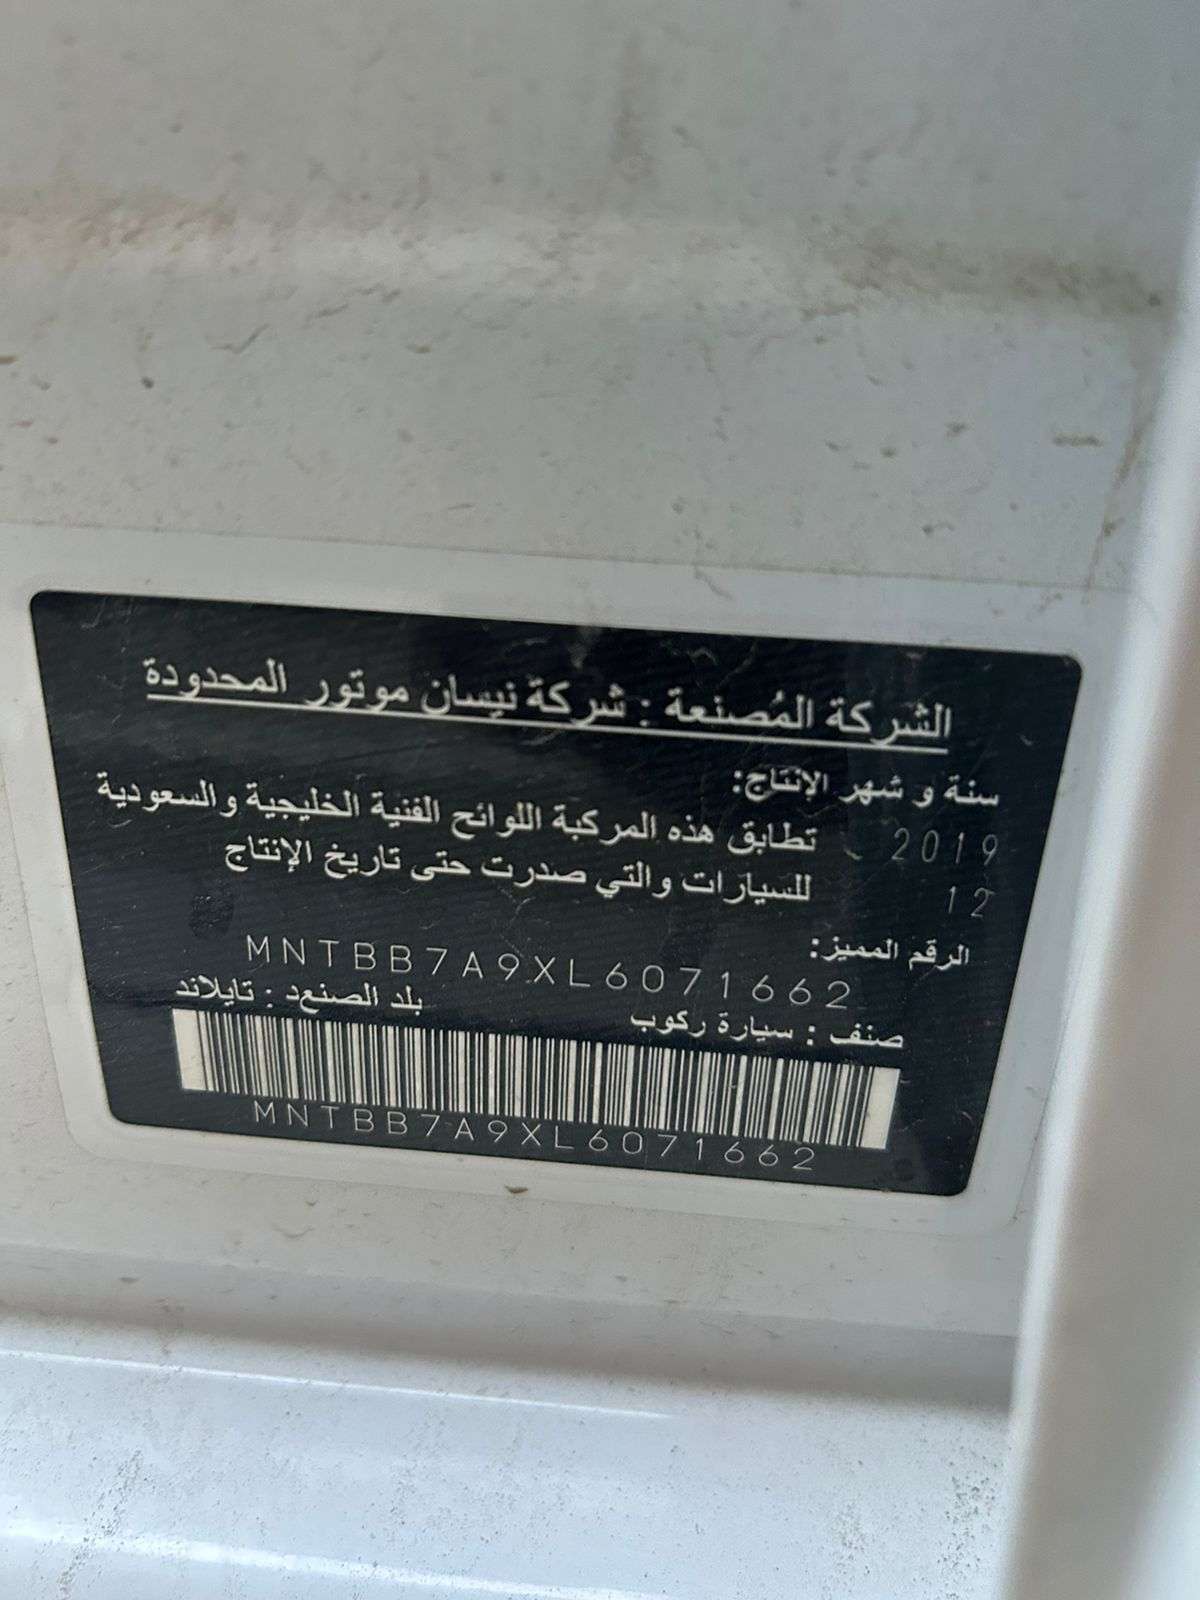 الشركة المُصنعة : شركة نيسان موتور المحدودة
سنة و شهر الإنتاج:
2019 تطابق هذه المركبة اللوائح الفنية الخليجية والسعودية
12 للسيارات والتي صدرت حتى تاريخ الإنتاج
الرقم المميز:
MNTBB7A9XL6071662
صنف : سيارة ركوب بلد الصنعد : تايلاند
MNTBB7A9XL6071662